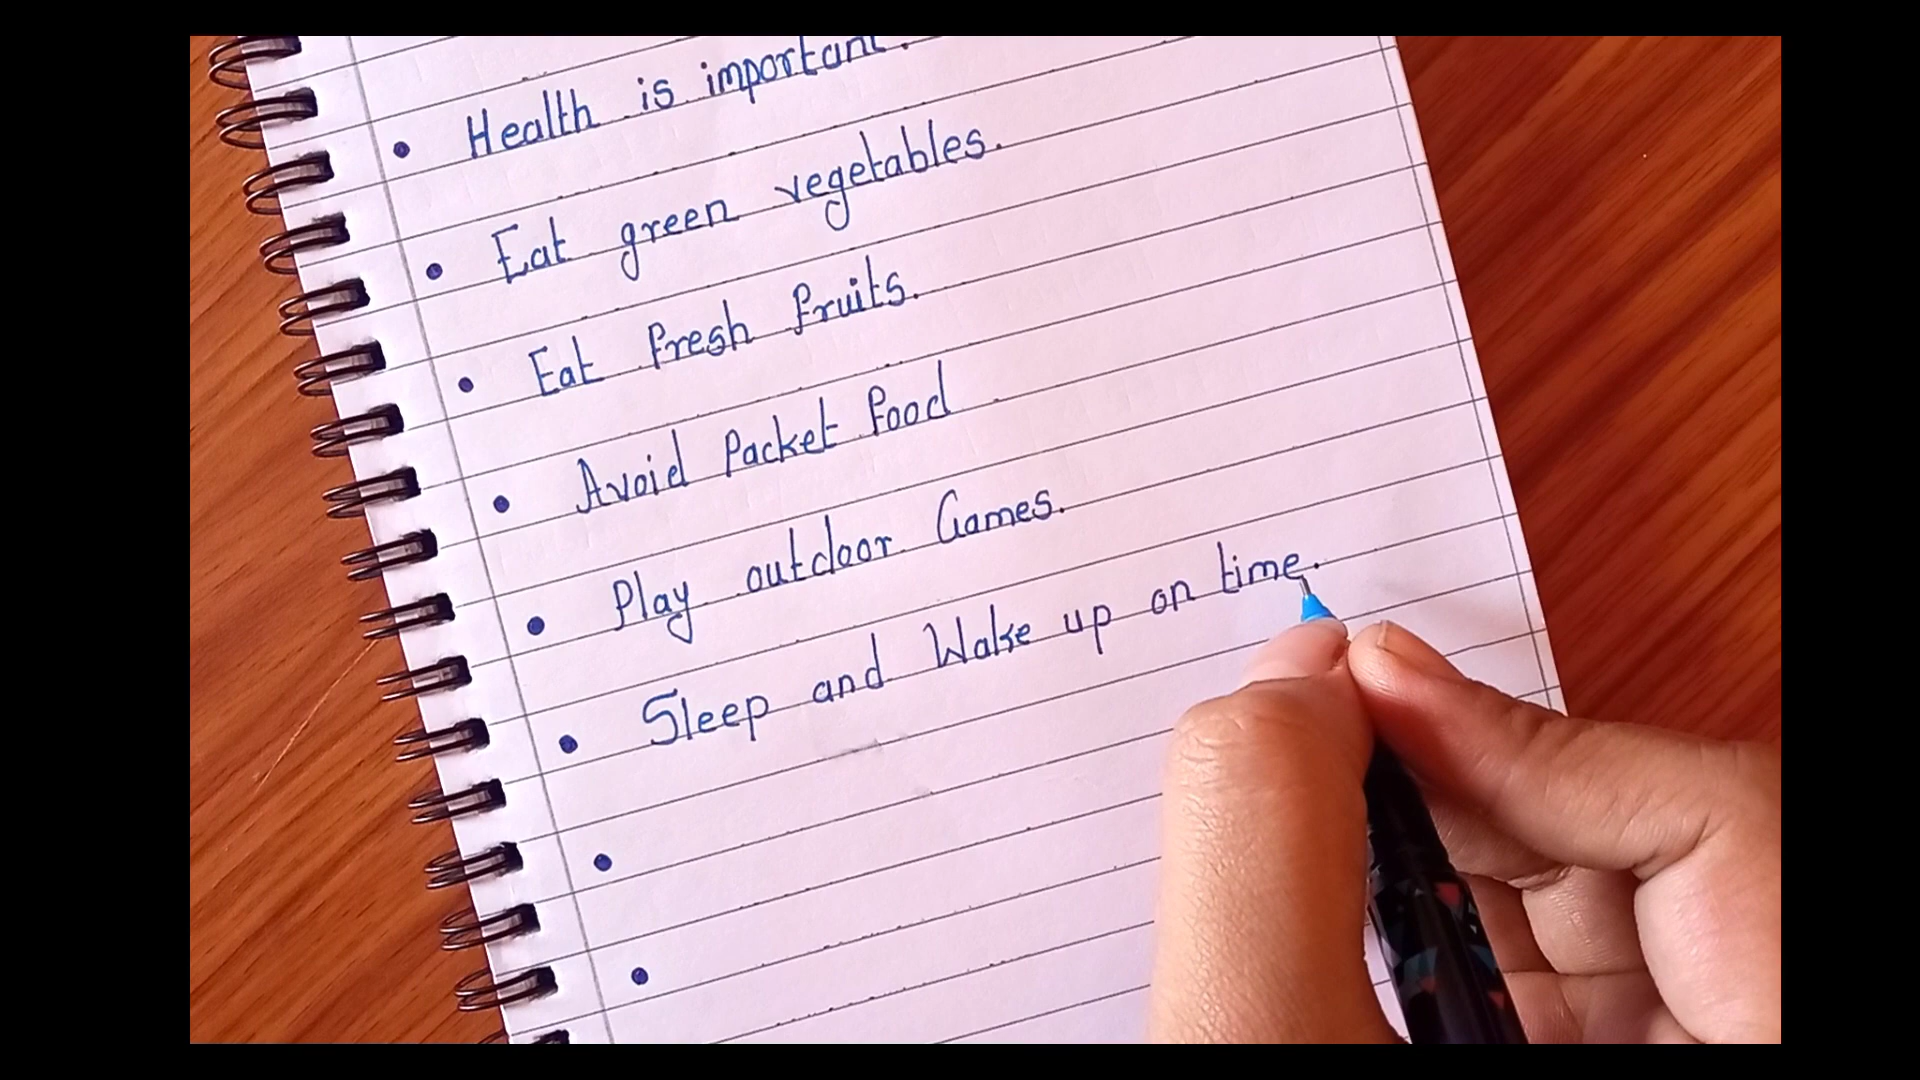 • Health is important.
• Eat green vegetables.
• Eat fresh fruits.
• Avoid Packet food
• Play outdoor Games.
• Sleep and Wake up on time.
•
•